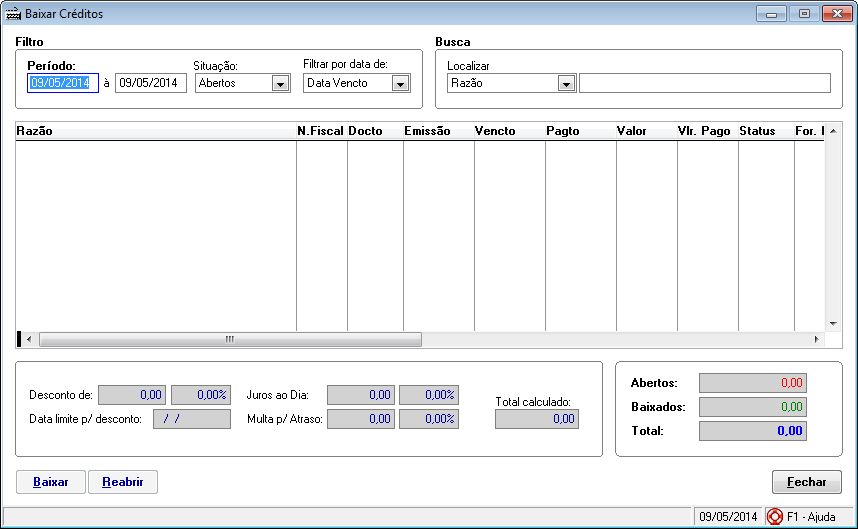 Baixar Créditos
Filtro
Busca
Período:
Situação:
Filtrar por data de:
Localizar
09/05/2014 à 09/05/2014 Abertos Data Vencto Razão
Razão N.Fiscal Docto Emissão Vencto Pagto Valor Vlr. Pago Status For.
Desconto de: 0,00 0,00% Juros ao Dia: 0,00 0,00%
Total calculado:
Data limite p/ desconto: / / Multa p/ Atraso: 0,00 0,00% 0,00
Abertos: 0,00
Baixados: 0,00
Total: 0,00
Baixar Reabrir Fechar
09/05/2014 F1 - Ajuda